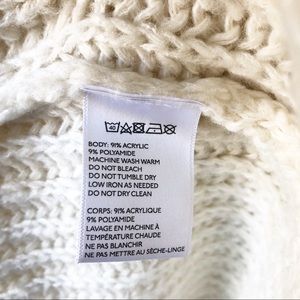 40
BODY: 91% ACRYLIC
9% POLYAMIDE
MACHINE WASH WARM
DO NOT BLEACH
DO NOT TUMBLE DRY
LOW IRON AS NEEDED
DO NOT DRY CLEAN
CORPS: 91% ACRYLIQUE
9% POLYAMIDE
LAVAGE EN MACHINE À
TEMPÉRATURE CHAUDE
NE PAS BLANCHIR
NE PAS METTRE AU SÈCHE-LINGE